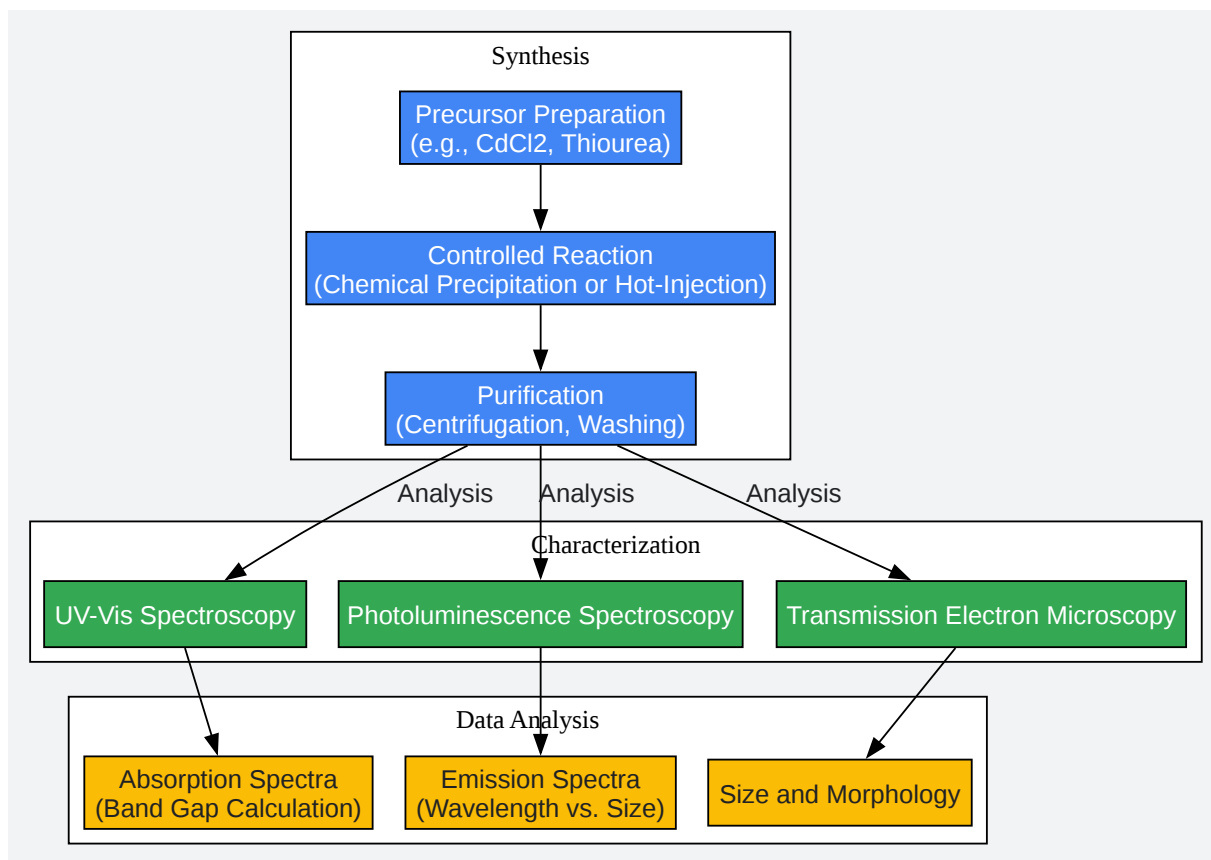 Synthesis
Precursor Preparation
(e.g., CdCl2, Thiourea)
Controlled Reaction
(Chemical Precipitation or Hot-Injection)
Purification
(Centrifugation, Washing)
Analysis
Analysis
Analysis
Characterization
UV-Vis Spectroscopy
Photoluminescence Spectroscopy
Transmission Electron Microscopy
Data Analysis
Absorption Spectra
(Band Gap Calculation)
Emission Spectra
(Wavelength vs. Size)
Size and Morphology